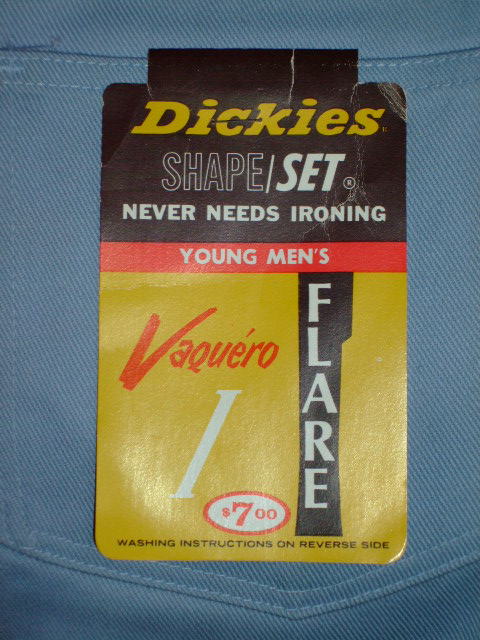 Dickies
SHAPE/SET®
NEVER NEEDS IRONING
YOUNG MEN'S
Vaquéro
I
FLARE
$7.00
WASHING INSTRUCTIONS ON REVERSE SIDE